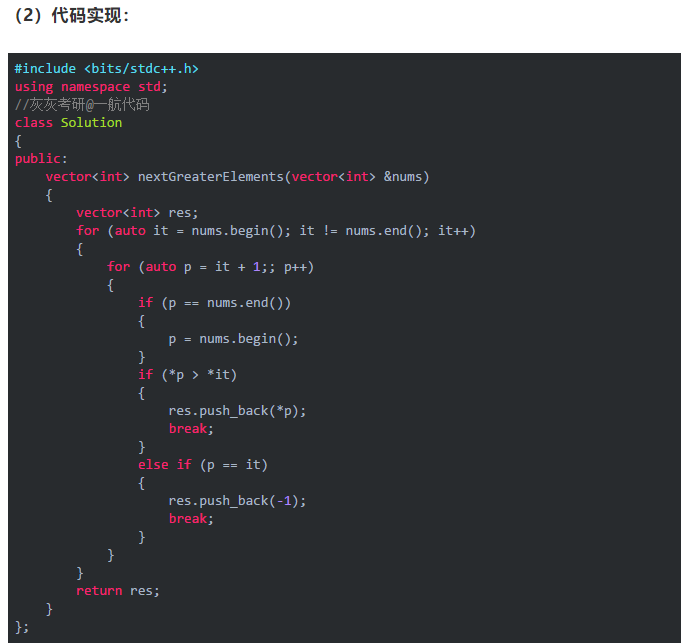 （2）代码实现：
#include <bits/stdc++.h>
using namespace std;
//灰灰考研@一航代码
class Solution
{
public:
    vector<int> nextGreaterElements(vector<int> &nums)
    {
        vector<int> res;
        for (auto it = nums.begin(); it != nums.end(); it++)
        {
            for (auto p = it + 1;; p++)
            {
                if (p == nums.end())
                {
                    p = nums.begin();
                }
                if (*p > *it)
                {
                    res.push_back(*p);
                    break;
                }
                else if (p == it)
                {
                    res.push_back(-1);
                    break;
                }
            }
        }
        return res;
    }
};